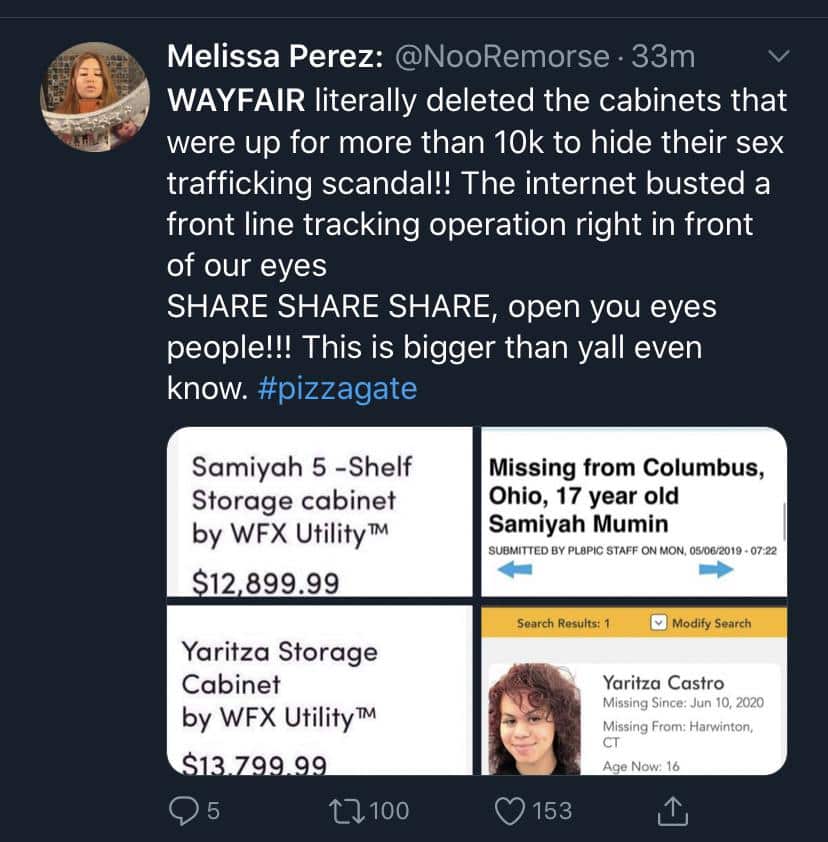 Melissa Perez: @NooRemorse · 33m
WAYFAIR literally deleted the cabinets that
were up for more than 10k to hide their sex
trafficking scandal!! The internet busted a
front line tracking operation right in front
of our eyes
SHARE SHARE SHARE, open you eyes
people!!! This is bigger than yall even
know. #pizzagate
Samiyah 5 -Shelf
Storage cabinet
by WFX Utility™
$12,899.99
Missing from Columbus,
Ohio, 17 year old
Samiyah Mumin
SUBMITTED BY PLBPIC STAFF ON MON, 05/06/2019 - 07:22
Yaritza Storage
Cabinet
by WFX Utility™
$13,799.99
Search Results: 1 Modify Search
Yaritza Castro
Missing Since: Jun 10, 2020
Missing From: Harwinton,
CT
Age Now: 16
5 100 153